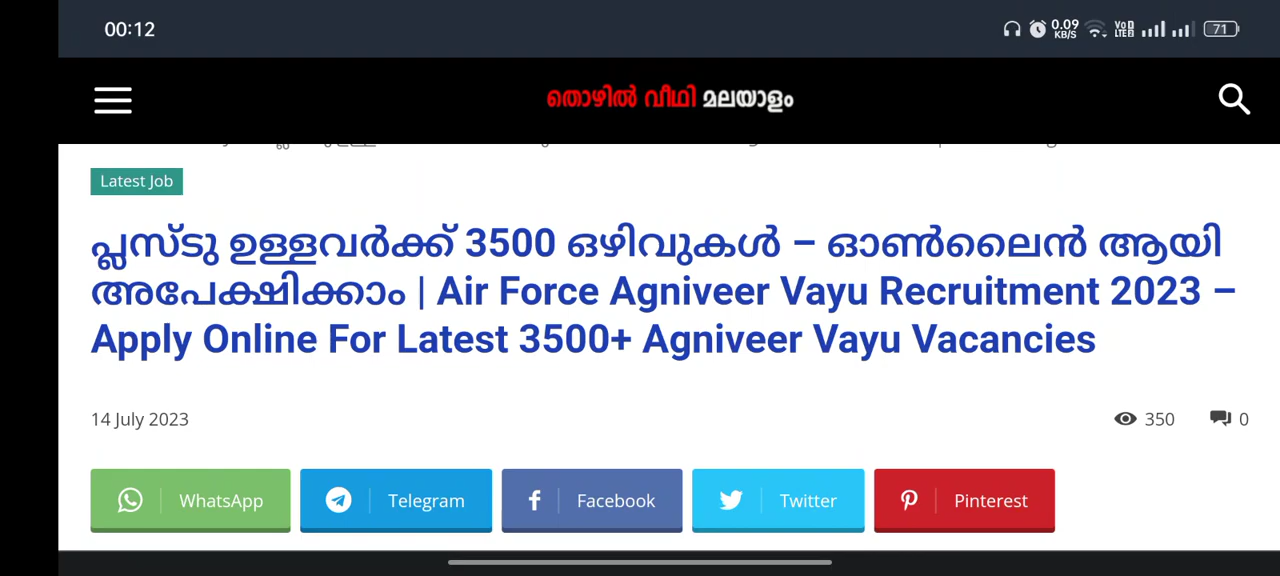 00:12
0.09 KB/S VoD LTED 71
തൊഴിൽ വീഥി മലയാളം
Latest Job
പ്ലസ്ടു ഉള്ളവർക്ക് 3500 ഒഴിവുകൾ – ഓൺലൈൻ ആയി
അപേക്ഷിക്കാം | Air Force Agniveer Vayu Recruitment 2023 –
Apply Online For Latest 3500+ Agniveer Vayu Vacancies
14 July 2023 350 0
WhatsApp Telegram Facebook Twitter Pinterest